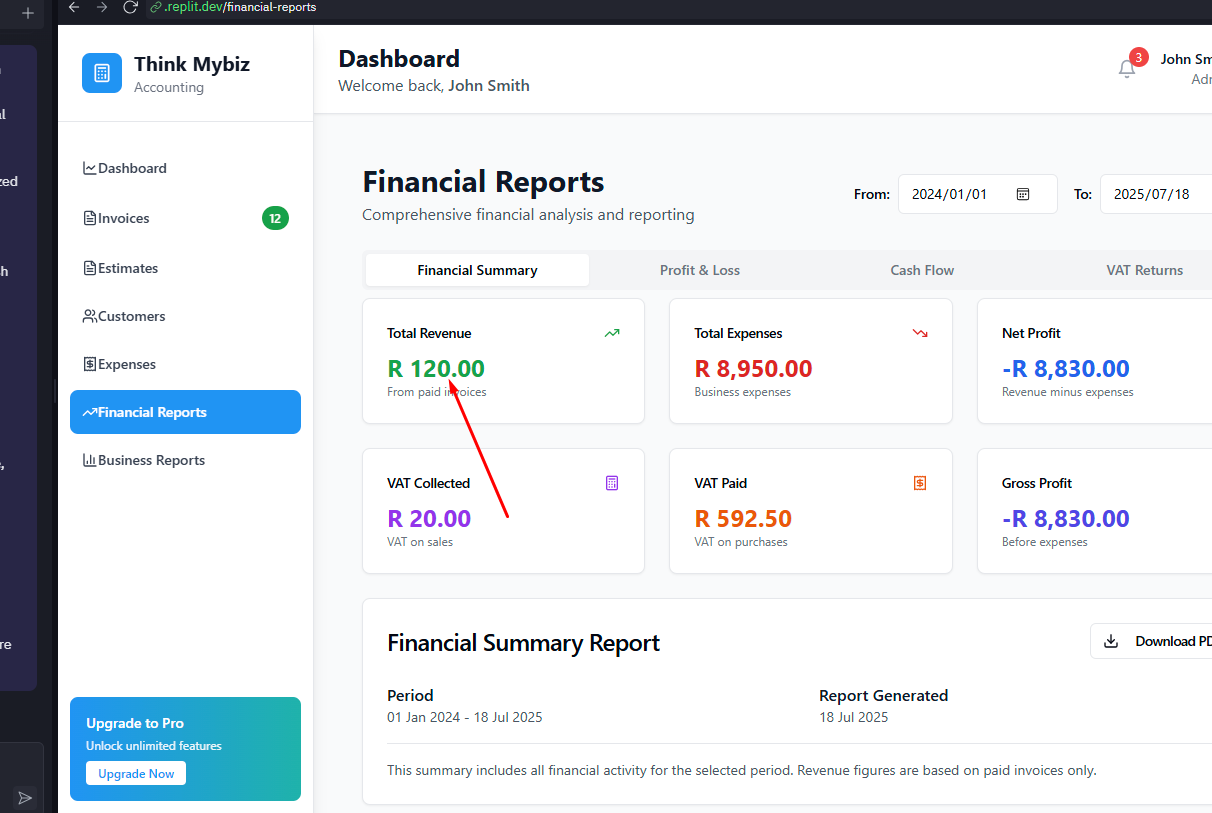 .replit.dev/financial-reports
Think Mybiz
Accounting
Dashboard
Welcome back, John Smith
3
John Sm
Adr
Dashboard
Invoices
12
Estimates
Customers
Expenses
Financial Reports
Business Reports
Upgrade to Pro
Unlock unlimited features
Upgrade Now
Financial Reports
Comprehensive financial analysis and reporting
From: 2024/01/01 To: 2025/07/18
Financial Summary Profit & Loss Cash Flow VAT Returns
Total Revenue
R 120.00
From paid invoices
Total Expenses
R 8,950.00
Business expenses
Net Profit
-R 8,830.00
Revenue minus expenses
VAT Collected
R 20.00
VAT on sales
VAT Paid
R 592.50
VAT on purchases
Gross Profit
-R 8,830.00
Before expenses
Financial Summary Report
Download PD
Period
01 Jan 2024 - 18 Jul 2025
Report Generated
18 Jul 2025
This summary includes all financial activity for the selected period. Revenue figures are based on paid invoices only.